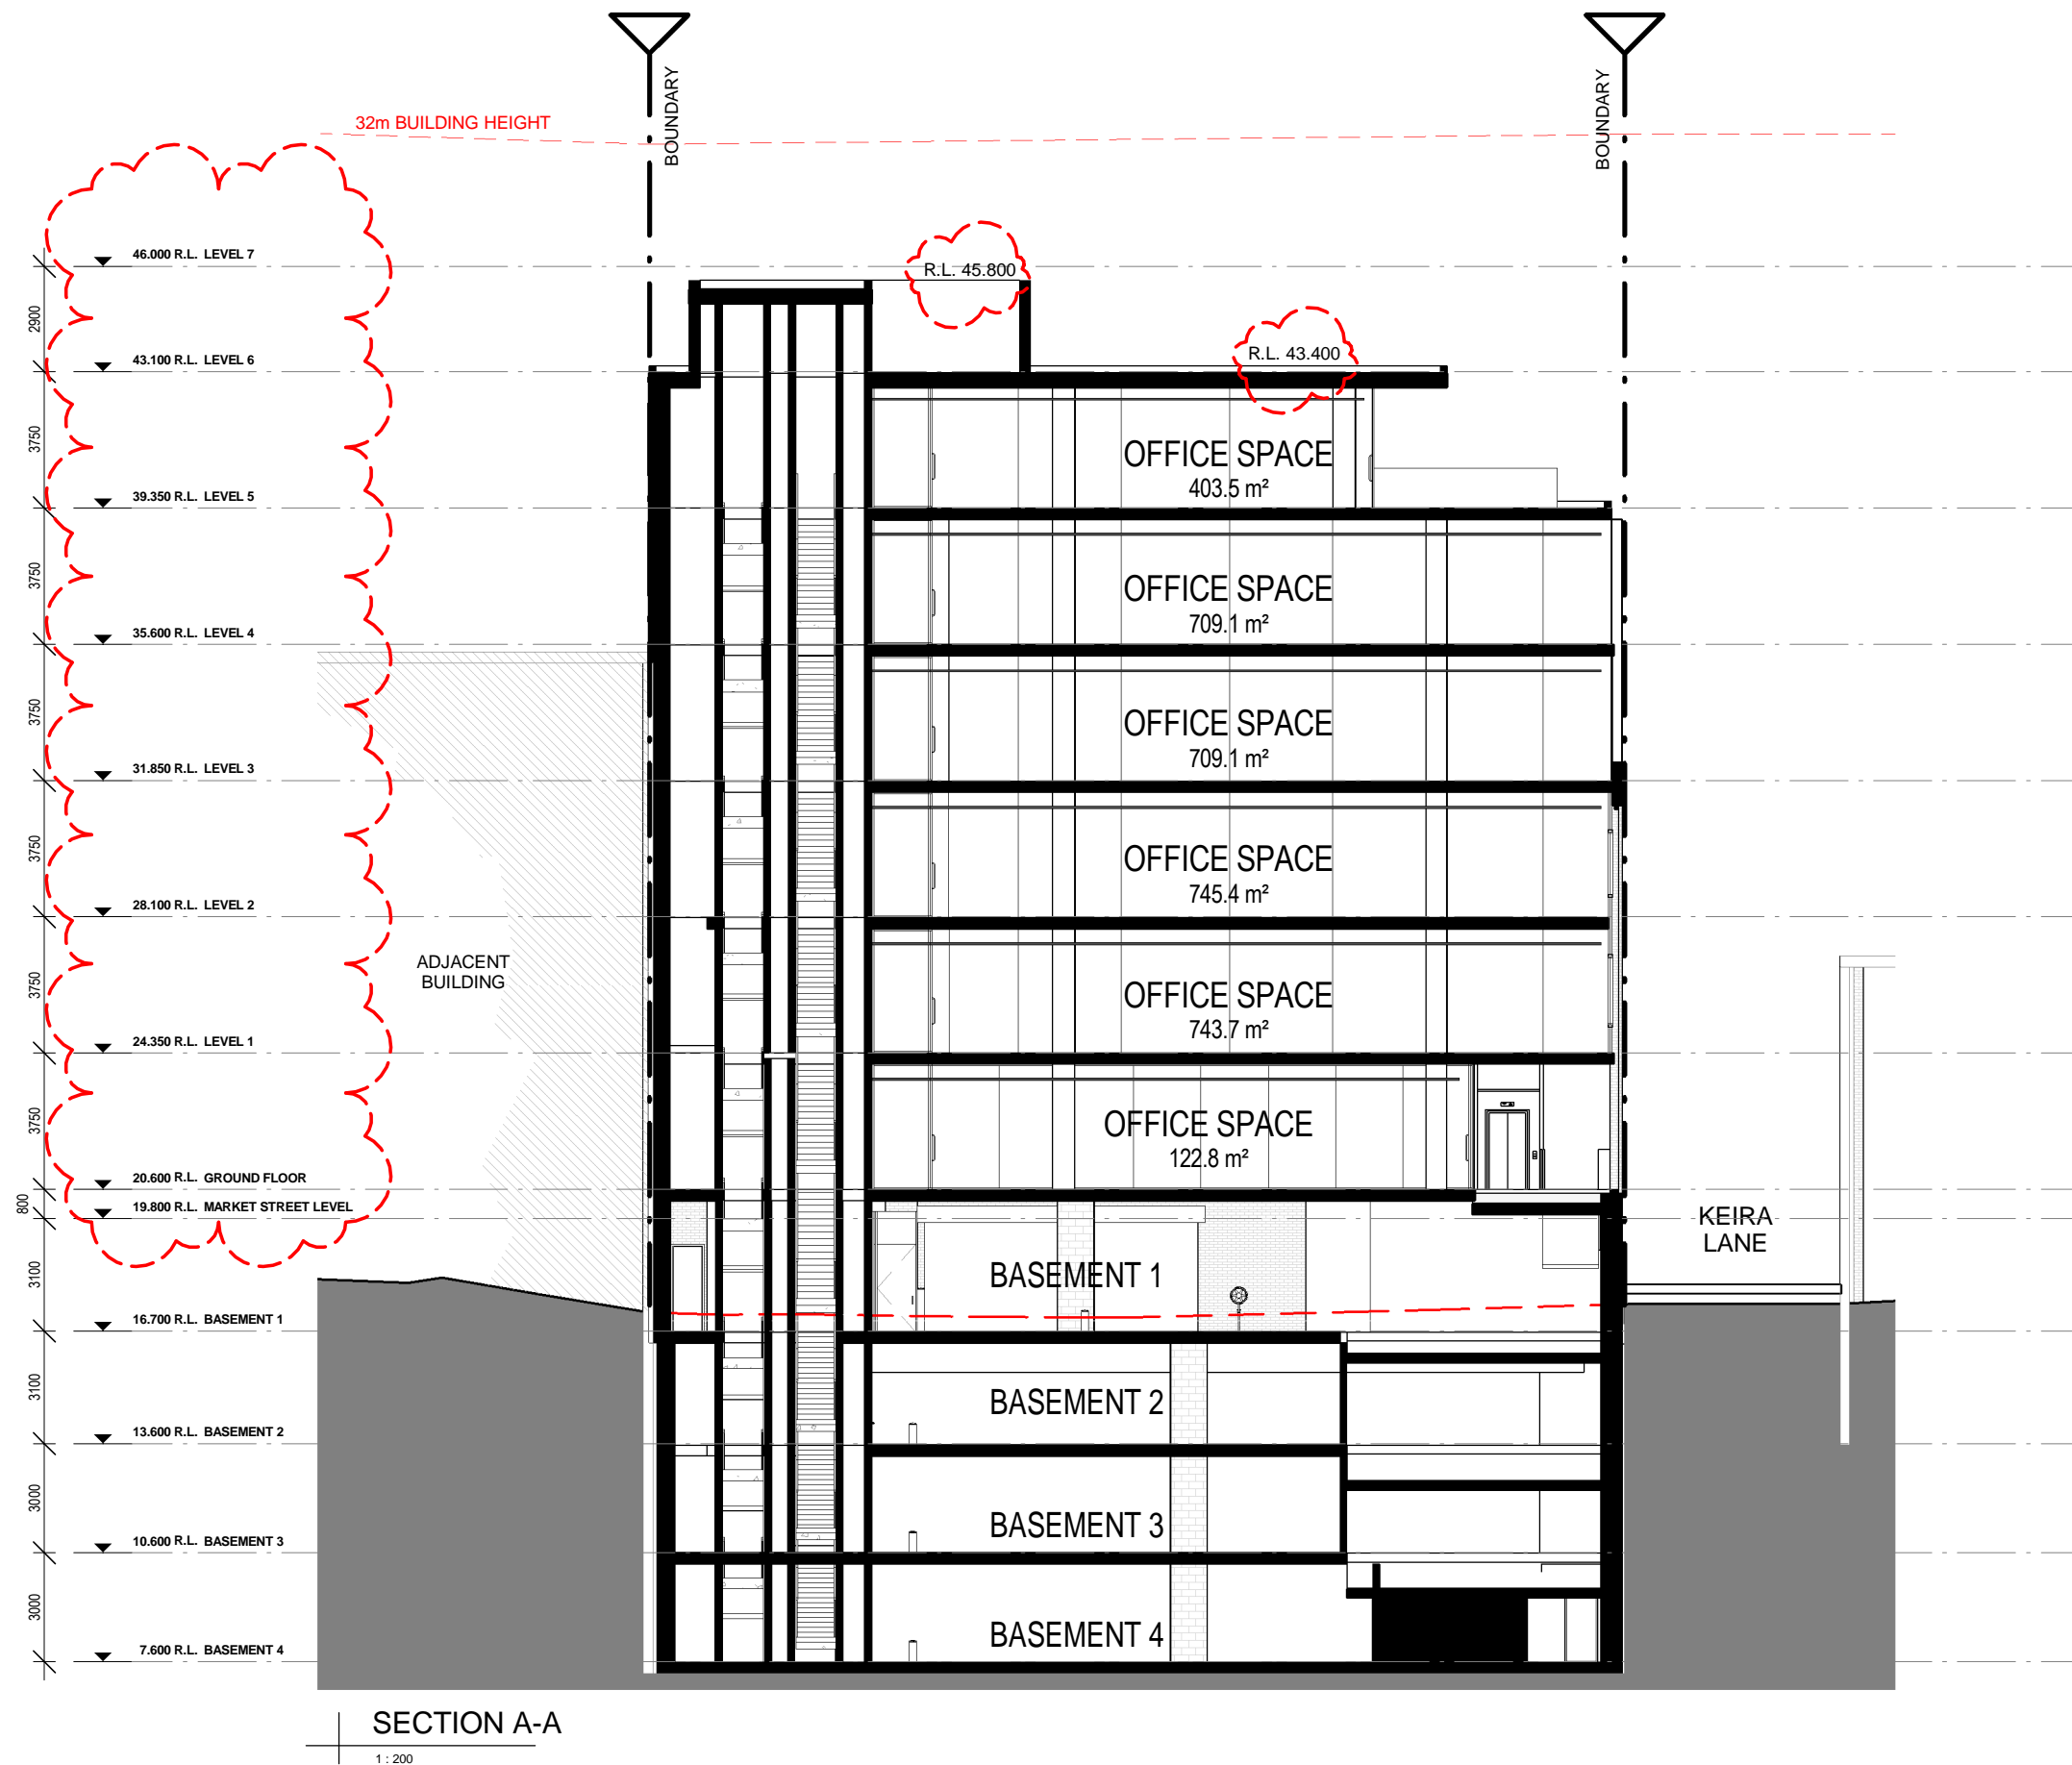 BOUNDARY
BOUNDARY
32m BUILDING HEIGHT
46.000 R.L. LEVEL 7
R.L. 45.800
2900
R.L. 43.400
43.100 R.L. LEVEL 6
3750
OFFICE SPACE
403.5 m²
39.350 R.L. LEVEL 5
3750
OFFICE SPACE
709.1 m²
35.600 R.L. LEVEL 4
3750
OFFICE SPACE
709.1 m²
31.850 R.L. LEVEL 3
3750
OFFICE SPACE
745.4 m²
28.100 R.L. LEVEL 2
ADJACENT
BUILDING
3750
OFFICE SPACE
743.7 m²
24.350 R.L. LEVEL 1
3750
OFFICE SPACE
122.8 m²
20.600 R.L. GROUND FLOOR
800
19.800 R.L. MARKET STREET LEVEL
KEIRA
LANE
3100
BASEMENT 1
16.700 R.L. BASEMENT 1
3100
BASEMENT 2
13.600 R.L. BASEMENT 2
3000
BASEMENT 3
10.600 R.L. BASEMENT 3
3000
BASEMENT 4
7.600 R.L. BASEMENT 4
SECTION A-A
1 : 200